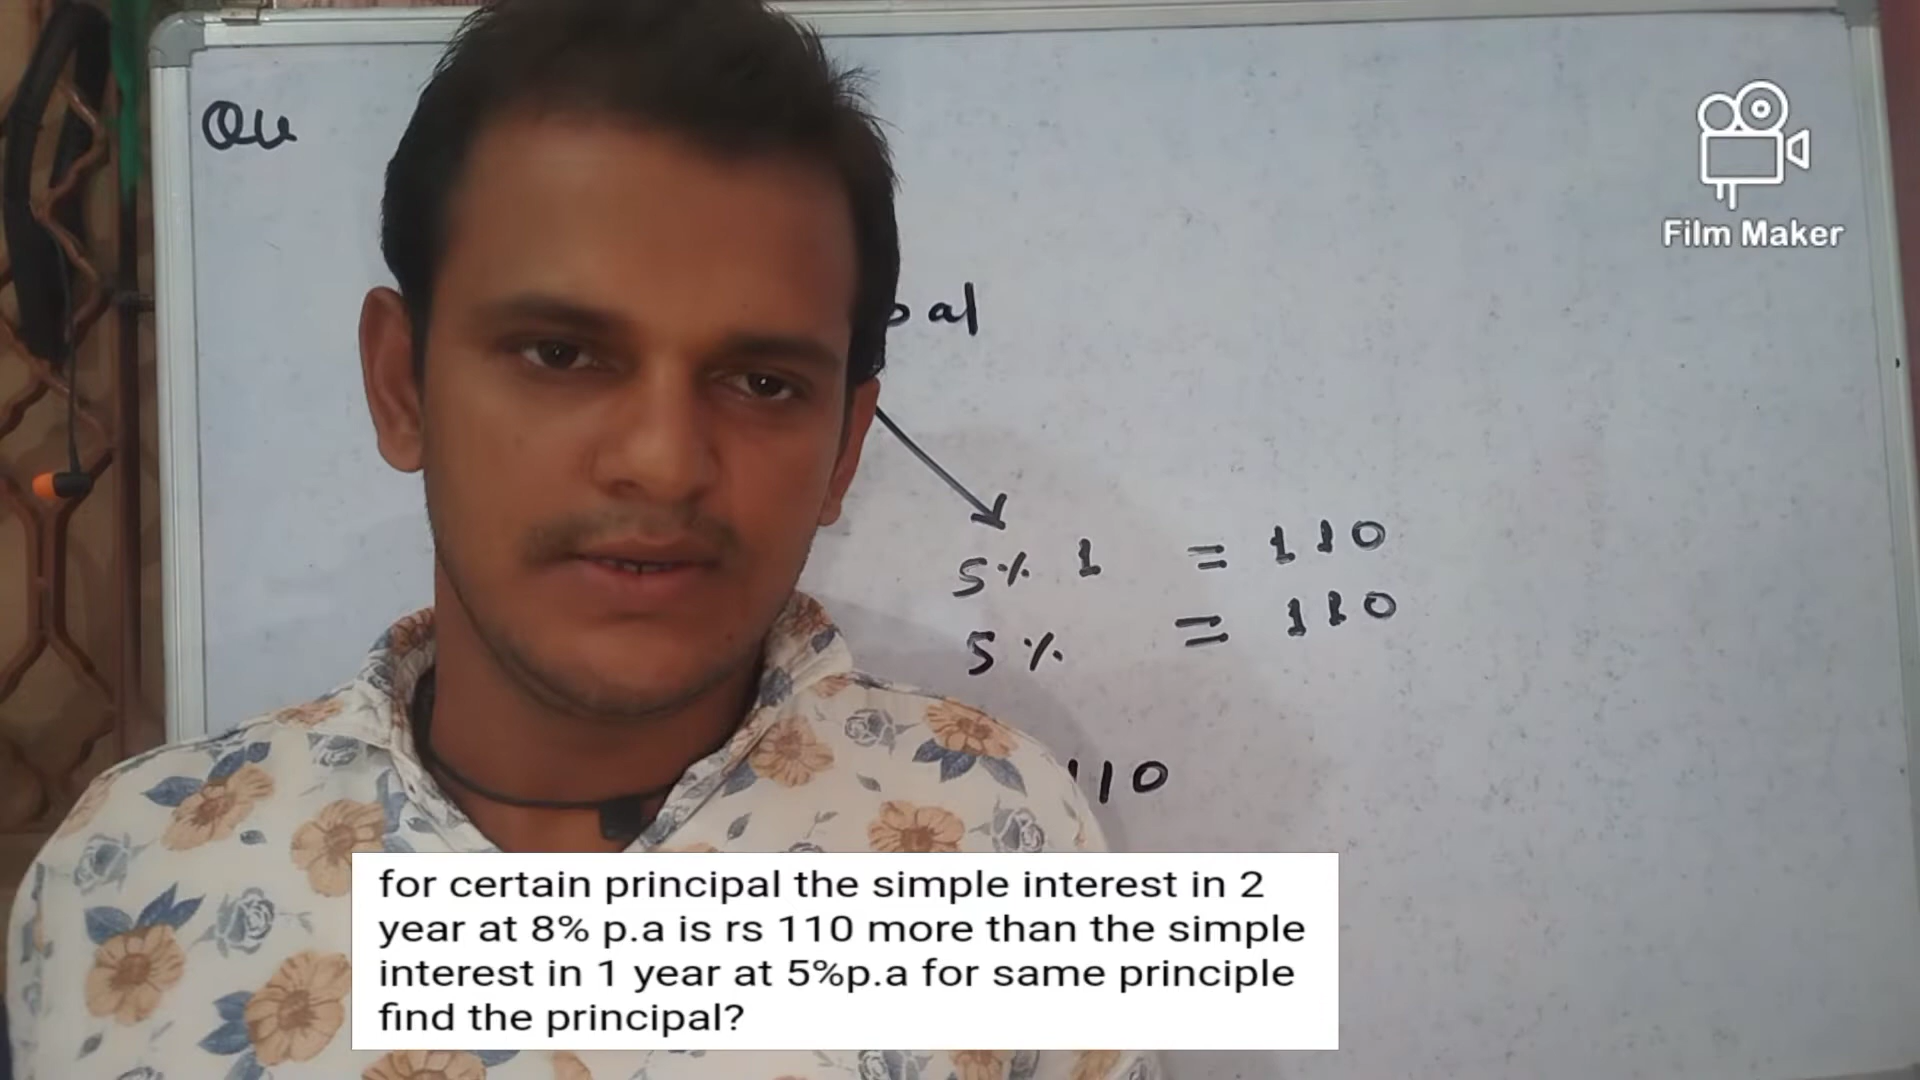 Qu
Film Maker
pal
5% 1 = 110
5% = 110
110
for certain principal the simple interest in 2
year at 8% p.a is rs 110 more than the simple
interest in 1 year at 5%p.a for same principle
find the principal?